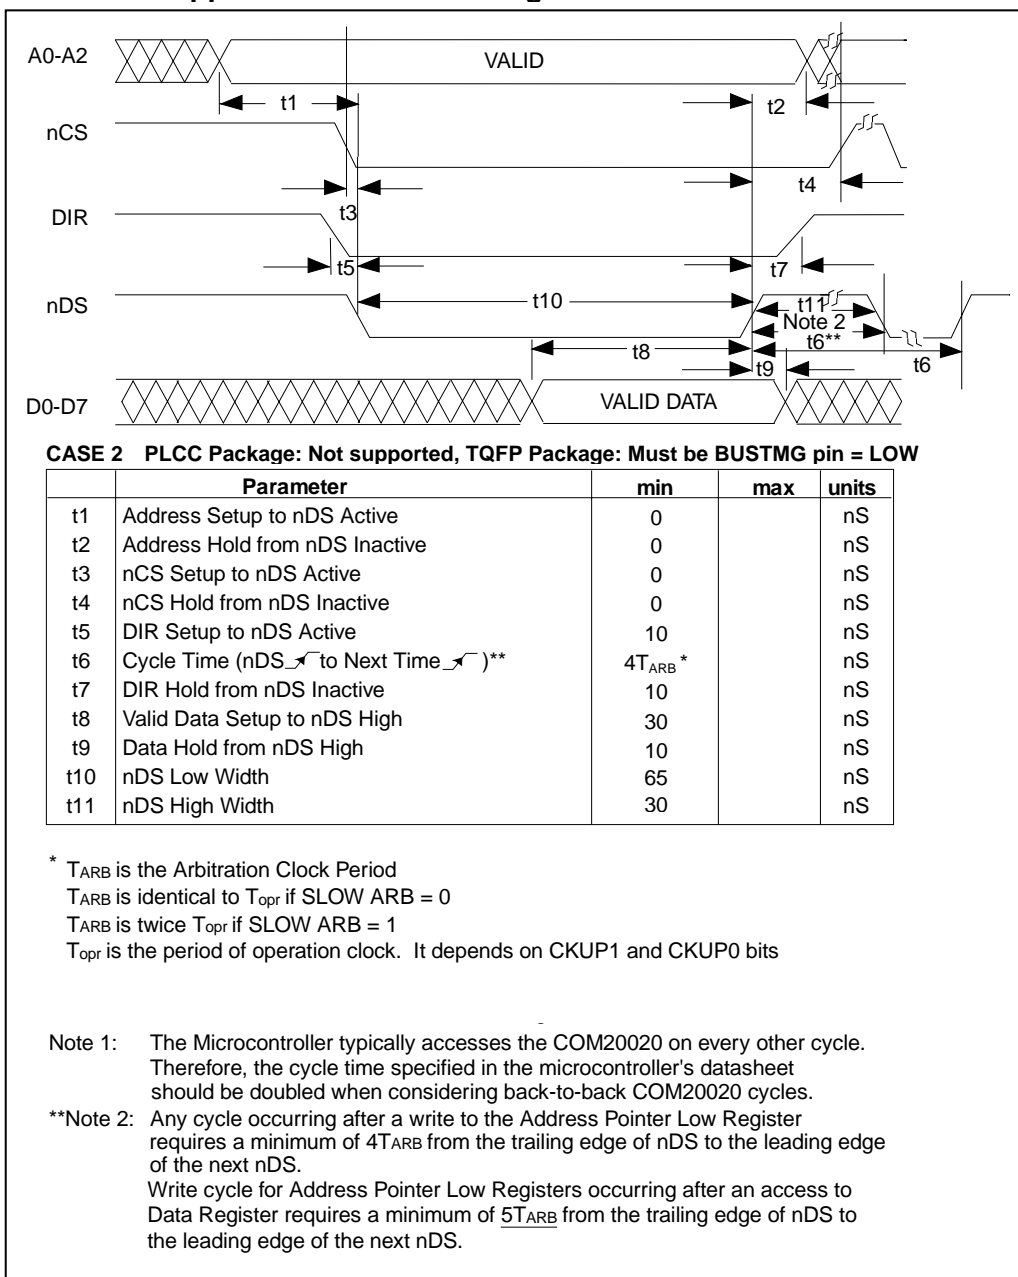 A0-A2 VALID
t1 t2
nCS
t4
t3
DIR
t5 t7
nDS t10 t11
Note 2
t8 t6** t6
t9
D0-D7 VALID DATA
CASE 2 PLCC Package: Not supported, TQFP Package: Must be BUSTMG pin = LOW
Parameter min max units
t1 Address Setup to nDS Active 0 nS
t2 Address Hold from nDS Inactive 0 nS
t3 nCS Setup to nDS Active 0 nS
t4 nCS Hold from nDS Inactive 0 nS
t5 DIR Setup to nDS Active 10 nS
t6 Cycle Time (nDS to Next Time )** 4TARB* nS
t7 DIR Hold from nDS Inactive 10 nS
t8 Valid Data Setup to nDS High 30 nS
t9 Data Hold from nDS High 10 nS
t10 nDS Low Width 65 nS
t11 nDS High Width 30 nS
* TARB is the Arbitration Clock Period
TARB is identical to Topr if SLOW ARB = 0
TARB is twice Topr if SLOW ARB = 1
Topr is the period of operation clock. It depends on CKUP1 and CKUP0 bits
Note 1: The Microcontroller typically accesses the COM20020 on every other cycle.
Therefore, the cycle time specified in the microcontroller's datasheet
should be doubled when considering back-to-back COM20020 cycles.
**Note 2: Any cycle occurring after a write to the Address Pointer Low Register
requires a minimum of 4TARB from the trailing edge of nDS to the leading edge
of the next nDS.
Write cycle for Address Pointer Low Registers occurring after an access to
Data Register requires a minimum of 5TARB from the trailing edge of nDS to
the leading edge of the next nDS.